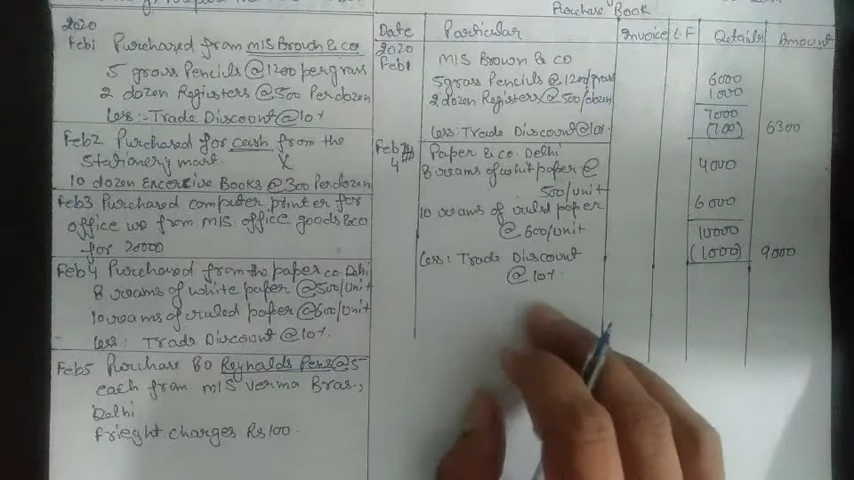 Purchase Book
2020
Feb1 Purchased from M|S Brown & co
5 gross Pencils @1200 per gross
2 dozen Registers @500 Per dozen
Less:- Trade Discount @10%
Feb2 Purchased for cash from the
Stationery mart. X
10 dozen Excersive Books @300 Per dozen
Feb3 Purchased computer printer for
office use from M|S office goods &co
for 20000
Feb4 Purchased from the paper co. Delhi
8 reams of white paper @500/unit
10 reams of ruled paper @600/unit
Less: Trade Discount @10%.
Feb5 Purchase 80 Reynolds Pens @5
each from M|S Verma Bros.,
Delhi
frieght charges Rs100.
Date Particular Invoice L.F Details Amount
2020
Feb1 M|S Brown & co
5gross Pencils @1200/gross 6000
2 dozen Registers @500/dozen 1000
7000
Less: Trade Discount @10%. (700) 6300
Feb
4 Paper & co. Delhi
8 reams of whit paper @ 4000
500/unit
10 reams of ruled paper 6000
@600/unit
10000
Less: Trade Discount (1000) 9000
@10%.